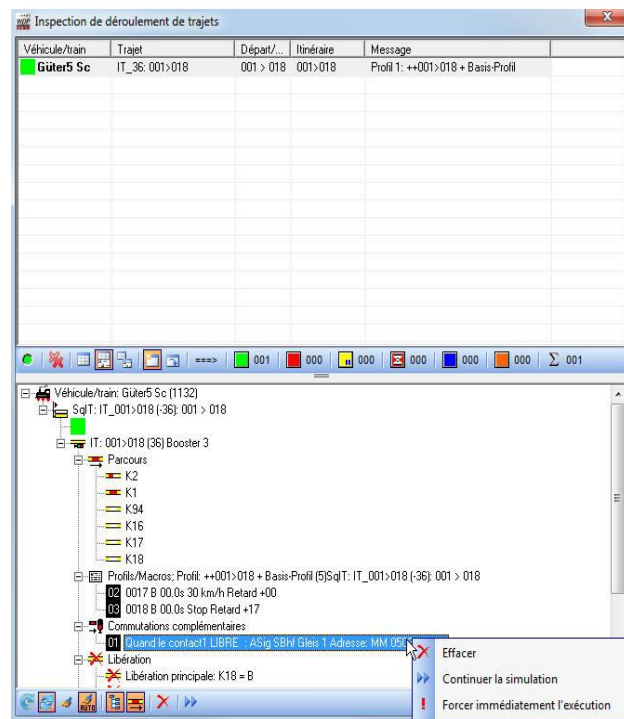 Inspection de déroulement de trajets
Véhicule/train Trajet Départ/... Itinéraire Message
Güter5 Sc IT_36: 001>018 001 > 018 001>018 Profil 1: ++001>018 + Basis-Profil
AUTO ===> 001 000 000 000 000 000 Σ 001
Véhicule/train: Güter5 Sc (1132)
SqIT: IT_001>018 (-36): 001 > 018
IT: 001>018 (36) Booster 3
Parcours
K2
K1
K94
K16
K17
K18
Profils/Macros; Profil: ++001>018 + Basis-Profil (5)SqIT: IT_001>018 (-36): 001 > 018
02 0017 B 00.0s 30 km/h Retard +00
03 0018 B 00.0s Stop Retard +17
Commutations complémentaires
01 Quand le contact1 LIBRE : ASig SBhf Gleis 1 Adresse: MM 050
Libération
Libération principale: K18 = B
Effacer
Continuer la simulation
Forcer immédiatement l'exécution
AUTO